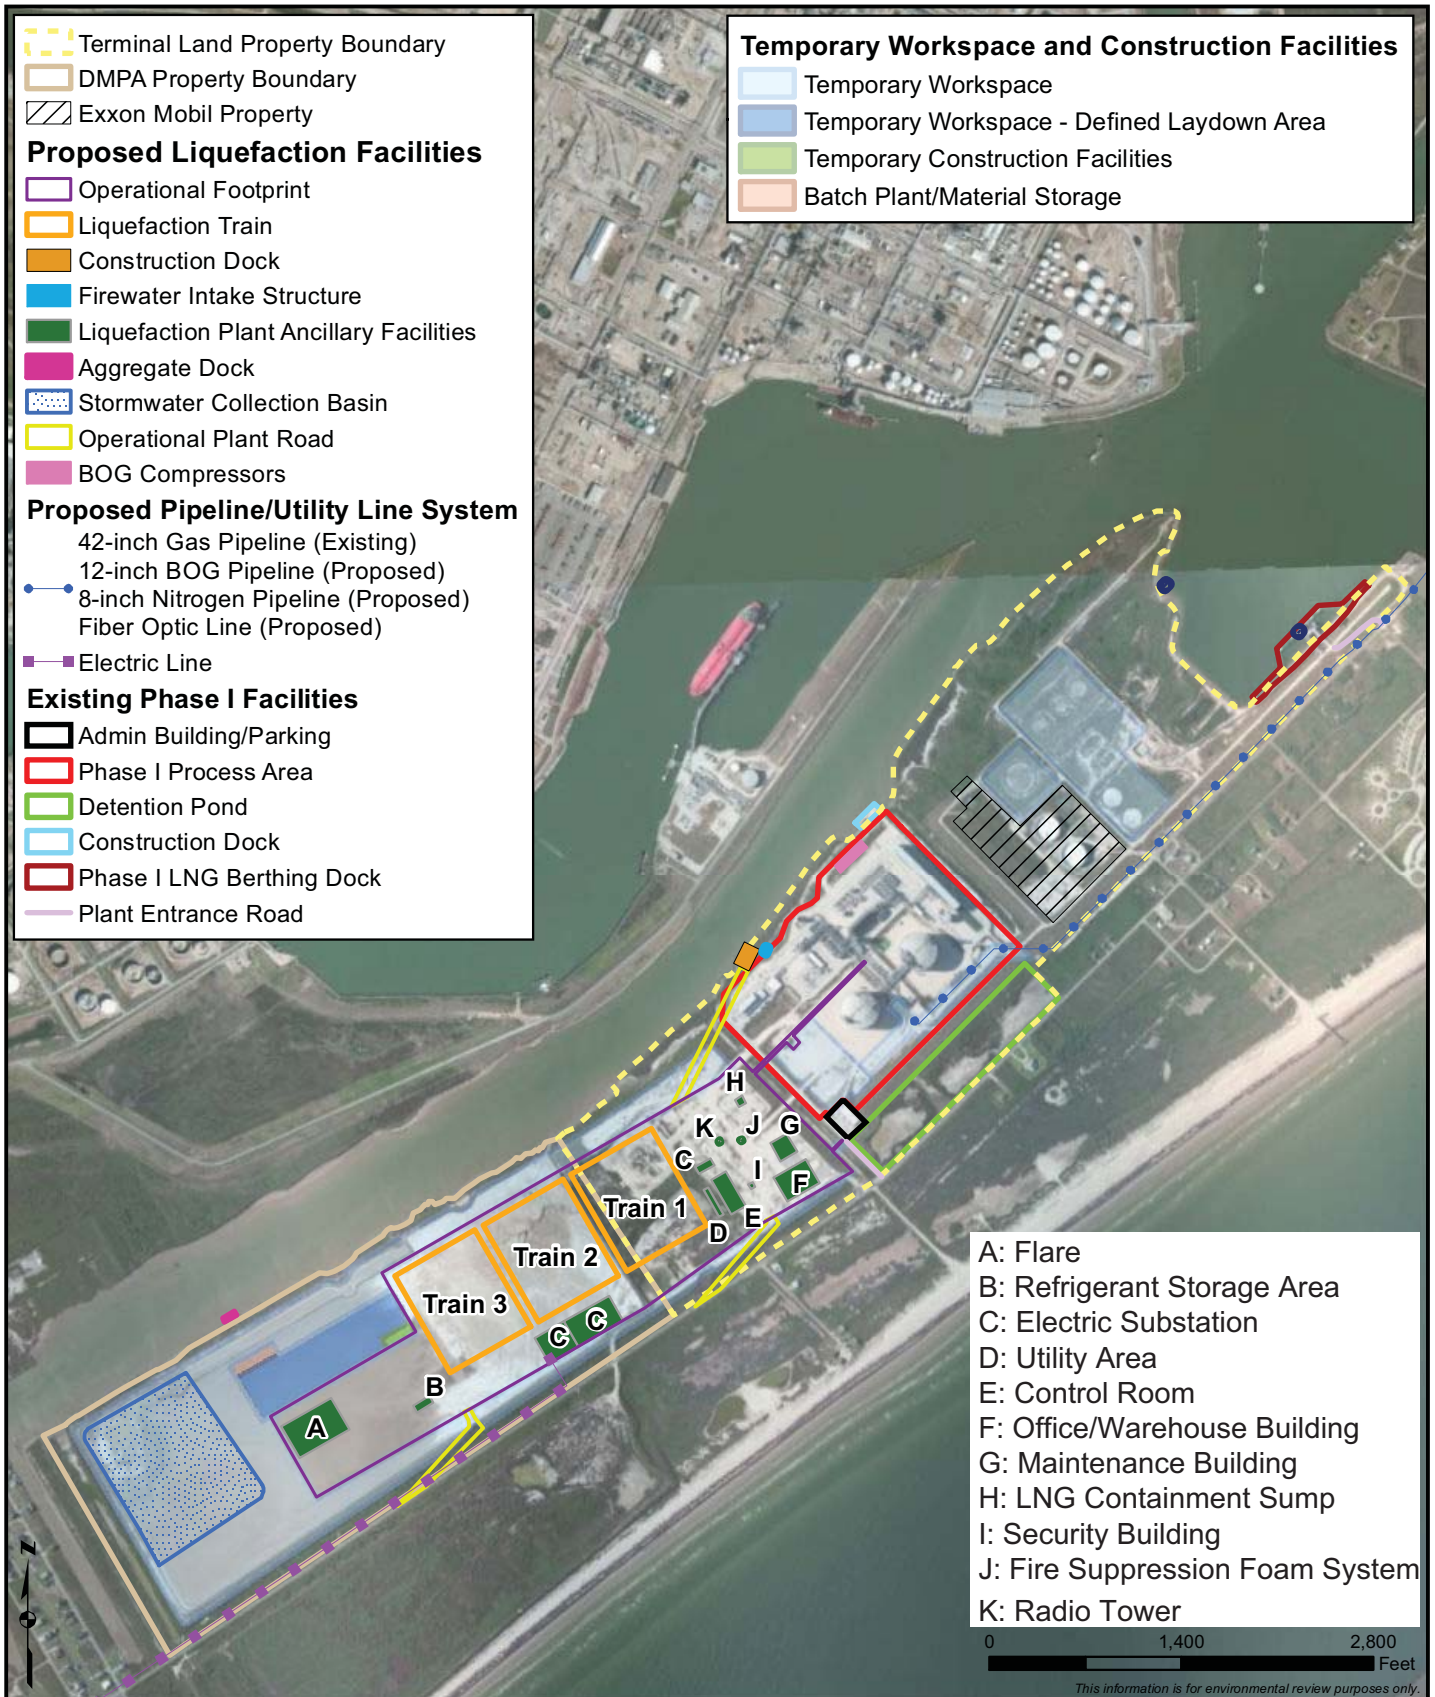 Terminal Land Property Boundary
DMPA Property Boundary
Exxon Mobil Property
Proposed Liquefaction Facilities
Operational Footprint
Liquefaction Train
Construction Dock
Firewater Intake Structure
Liquefaction Plant Ancillary Facilities
Aggregate Dock
Stormwater Collection Basin
Operational Plant Road
BOG Compressors
Proposed Pipeline/Utility Line System
42-inch Gas Pipeline (Existing)
12-inch BOG Pipeline (Proposed)
8-inch Nitrogen Pipeline (Proposed)
Fiber Optic Line (Proposed)
Electric Line
Existing Phase I Facilities
Admin Building/Parking
Phase I Process Area
Detention Pond
Construction Dock
Phase I LNG Berthing Dock
Plant Entrance Road
Temporary Workspace and Construction Facilities
Temporary Workspace
Temporary Workspace - Defined Laydown Area
Temporary Construction Facilities
Batch Plant/Material Storage
H
K
J
G
C
I
F
Train 1
E
D
Train 2
Train 3
C
C
B
A
A: Flare
B: Refrigerant Storage Area
C: Electric Substation
D: Utility Area
E: Control Room
F: Office/Warehouse Building
G: Maintenance Building
H: LNG Containment Sump
I: Security Building
J: Fire Suppression Foam System
K: Radio Tower
0 1,400 2,800
Feet
This information is for environmental review purposes only.
Z